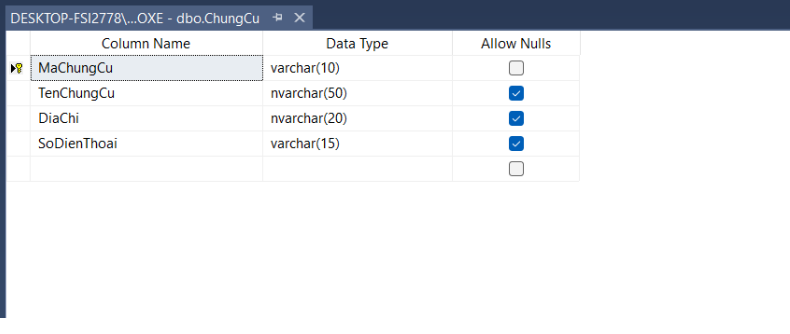 DESKTOP-FSI2778\...OXE - dbo.ChungCu
Column Name Data Type Allow Nulls
MaChungCu varchar(10)
TenChungCu nvarchar(50)
DiaChi nvarchar(20)
SoDienThoai varchar(15)